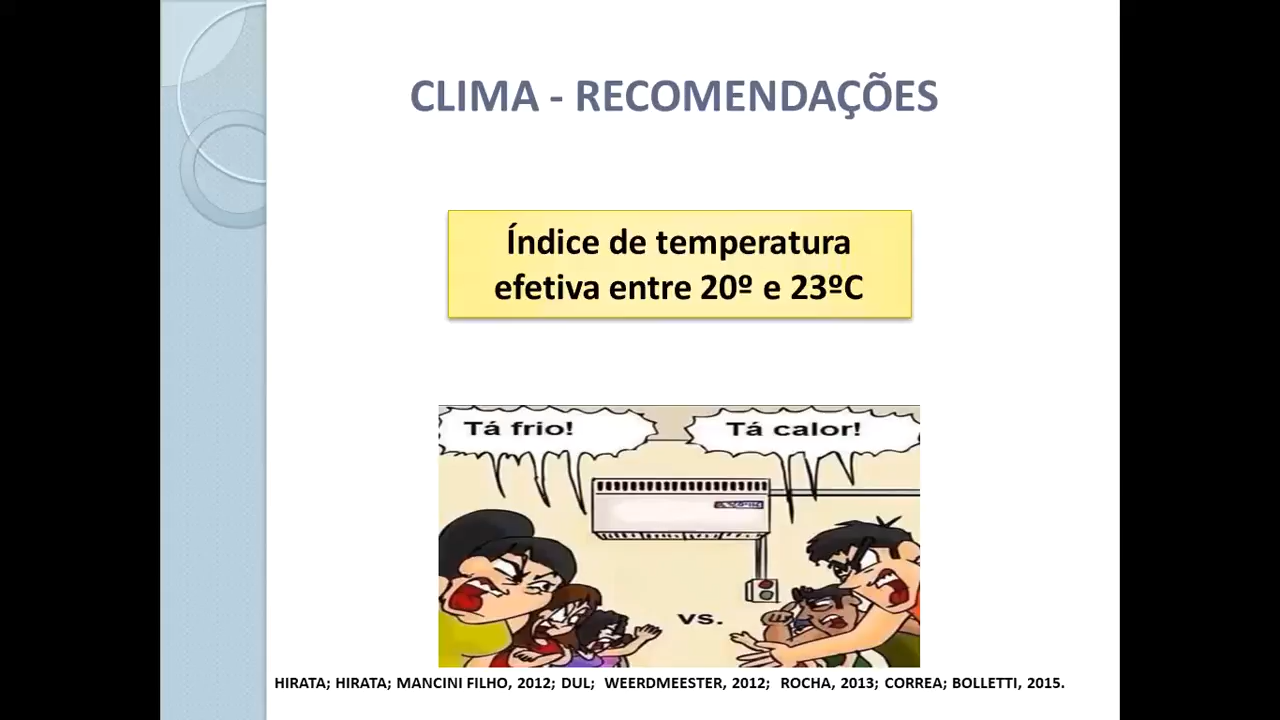 CLIMA - RECOMENDAÇÕES
Índice de temperatura
efetiva entre 20º e 23ºC
Tá frio!
Tá calor!
vs.
HIRATA; HIRATA; MANCINI FILHO, 2012; DUL; WEERDMEESTER, 2012; ROCHA, 2013; CORREA; BOLLETTI, 2015.